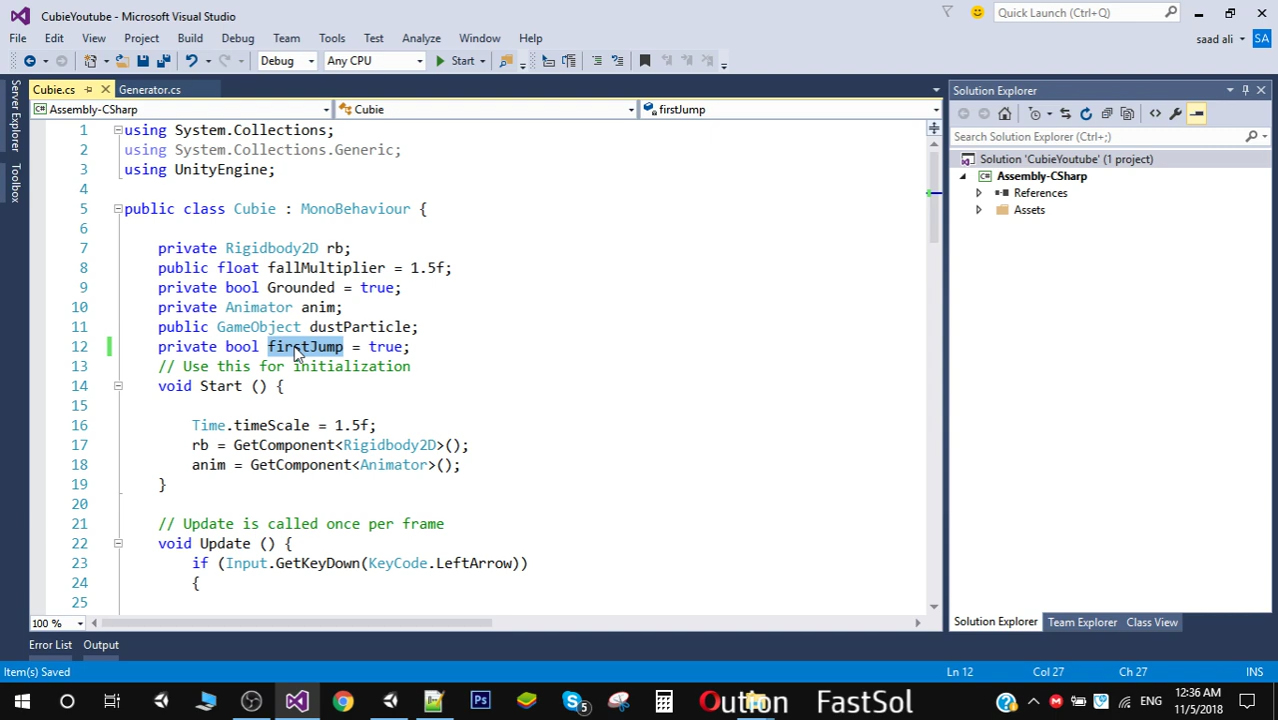 CubieYoutube - Microsoft Visual Studio
Quick Launch (Ctrl+Q)
File Edit View Project Build Debug Team Tools Test Analyze Window Help
saad ali SA
Debug Any CPU Start
Server Explorer
Toolbox
Cubie.cs Generator.cs
Assembly-CSharp Cubie firstJump
1 using System.Collections;
2 using System.Collections.Generic;
3 using UnityEngine;
4
5 public class Cubie : MonoBehaviour {
6
7 private Rigidbody2D rb;
8 public float fallMultiplier = 1.5f;
9 private bool Grounded = true;
10 private Animator anim;
11 public GameObject dustParticle;
12 private bool firstJump = true;
13 // Use this for initialization
14 void Start () {
15
16 Time.timeScale = 1.5f;
17 rb = GetComponent<Rigidbody2D>();
18 anim = GetComponent<Animator>();
19 }
20
21 // Update is called once per frame
22 void Update () {
23 if (Input.GetKeyDown(KeyCode.LeftArrow))
24 {
25
100 %
Solution Explorer
Search Solution Explorer (Ctrl+;)
Solution 'CubieYoutube' (1 project)
Assembly-CSharp
References
Assets
Solution Explorer Team Explorer Class View
Error List Output
Item(s) Saved Ln 12 Col 27 Ch 27 INS
Ps
5
Oution FastSol
12:36 AM
11/5/2018